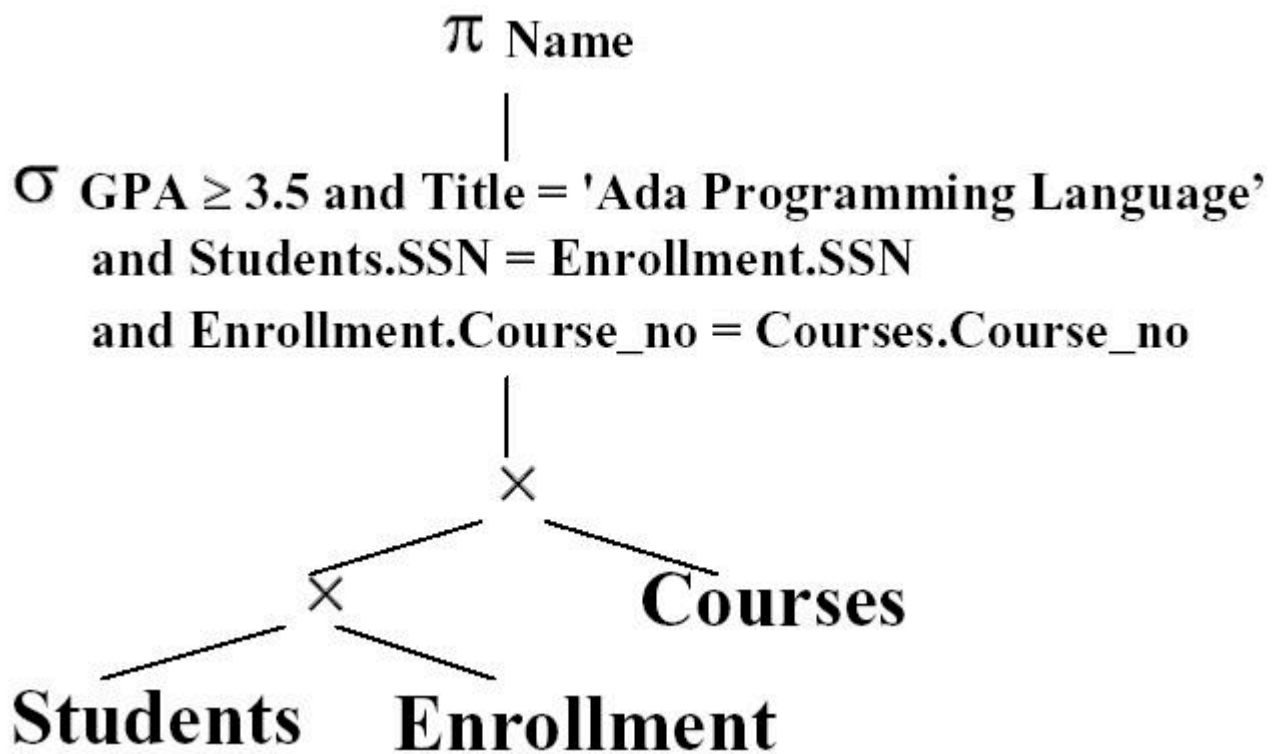 π Name
σ GPA ≥ 3.5 and Title = 'Ada Programming Language’
and Students.SSN = Enrollment.SSN
and Enrollment.Course_no = Courses.Course_no
×
×
Courses
Students
Enrollment